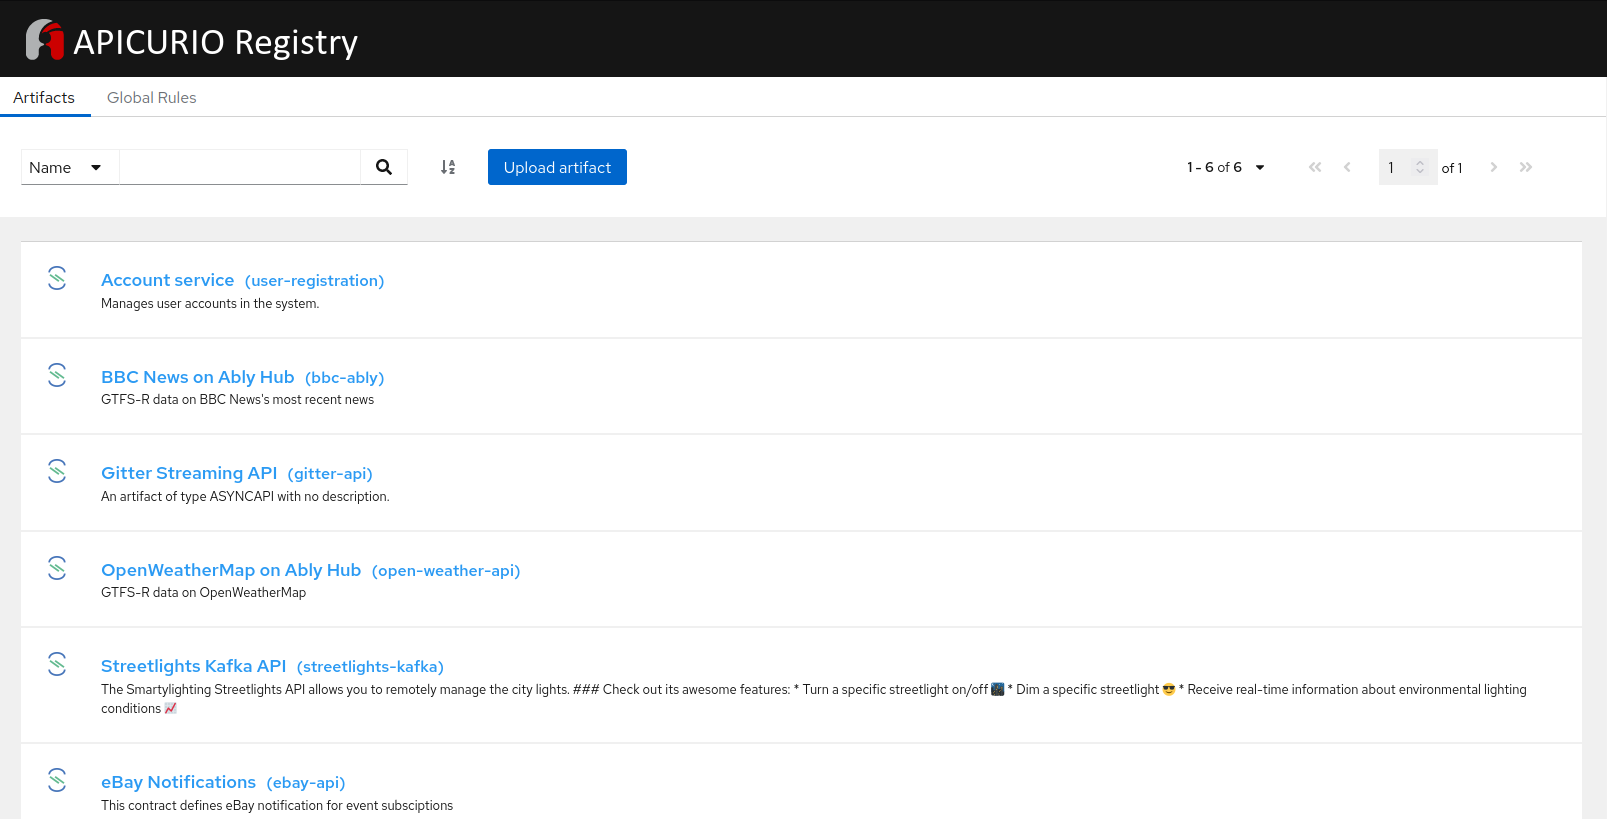 APICURIO Registry
Artifacts Global Rules
Name Upload artifact 1 - 6 of 6 1 of 1
Account service (user-registration)
Manages user accounts in the system.
BBC News on Ably Hub (bbc-ably)
GTFS-R data on BBC News's most recent news
Gitter Streaming API (gitter-api)
An artifact of type ASYNCAPI with no description.
OpenWeatherMap on Ably Hub (open-weather-api)
GTFS-R data on OpenWeatherMap
Streetlights Kafka API (streetlights-kafka)
The Smartylighting Streetlights API allows you to remotely manage the city lights. ### Check out its awesome features: * Turn a specific streetlight on/off 🌃 * Dim a specific streetlight 😎 * Receive real-time information about environmental lighting
conditions 📈
eBay Notifications (ebay-api)
This contract defines eBay notification for event subsciptions